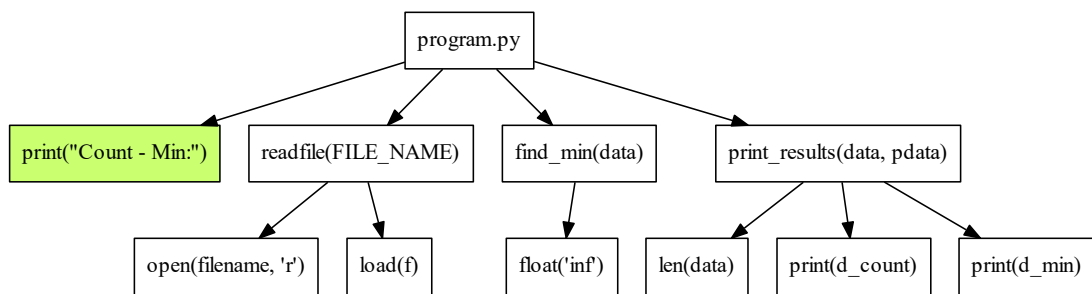 program.py
print("Count - Min:")
readfile(FILE_NAME)
find_min(data)
print_results(data, pdata)
open(filename, 'r')
load(f)
float('inf')
len(data)
print(d_count)
print(d_min)